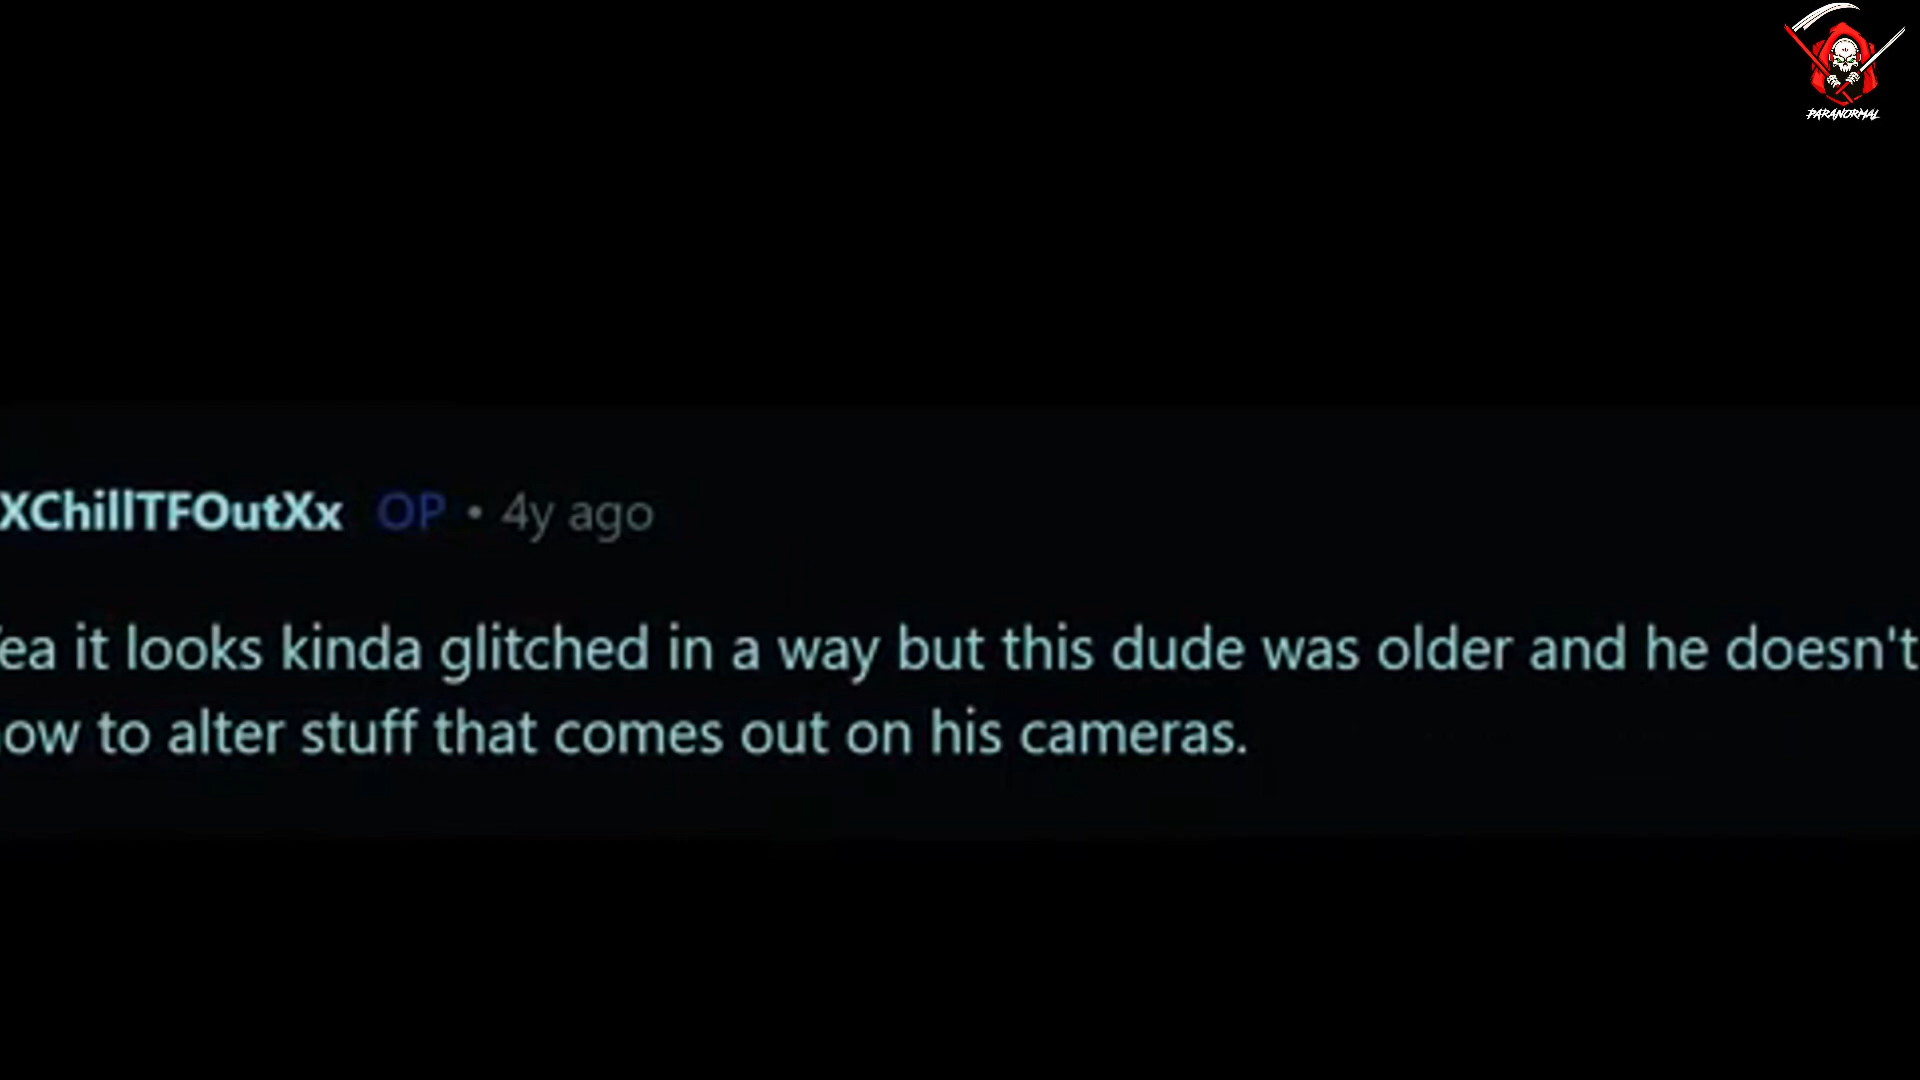 PARANORMAL
XChillTFOutXx OP • 4y ago
ea it looks kinda glitched in a way but this dude was older and he doesn't
ow to alter stuff that comes out on his cameras.